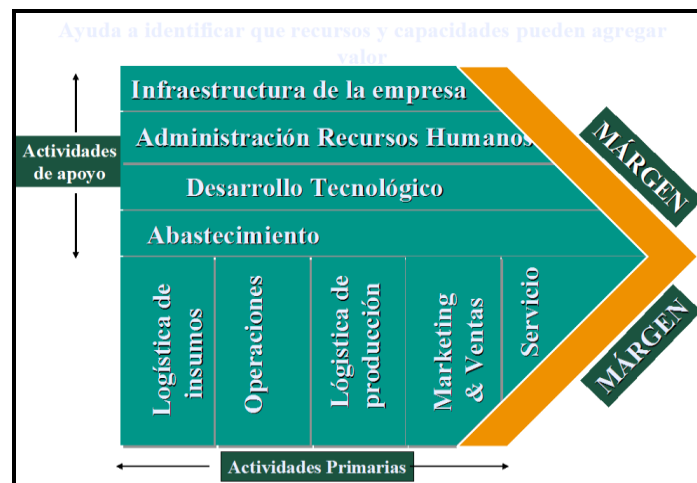 Ayuda a identificar que recursos y capacidades pueden agregar
valor
Infraestructura de la empresa
Administración Recursos Humanos
Desarrollo Tecnológico
Abastecimiento
Actividades
de apoyo
MÁRGEN
MÁRGEN
Logística de
insumos
Operaciones
Lógistica de
producción
Marketing
& Ventas
Servicio
Actividades Primarias